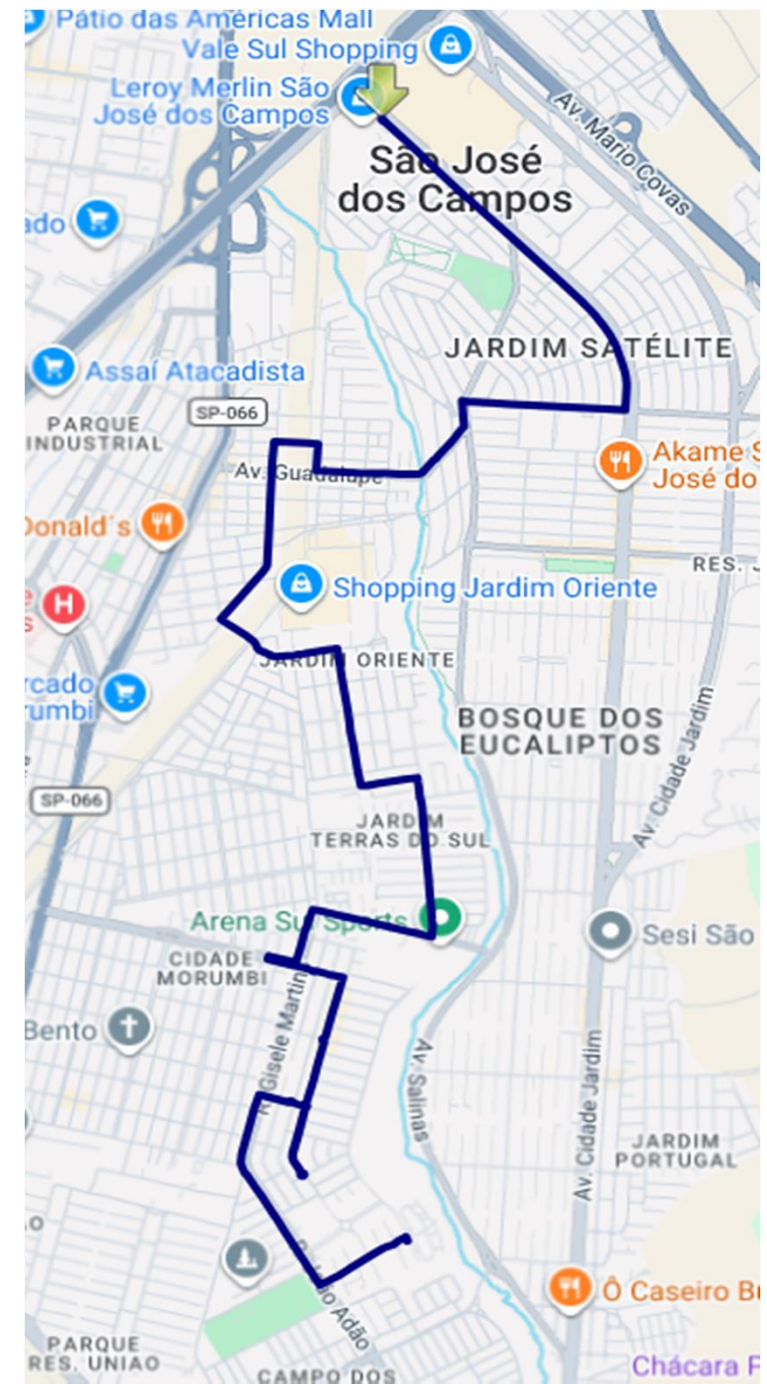 Pátio das Américas Mall
Vale Sul Shopping
Leroy Merlin São
José dos Campos
Av. Mario Covas
São José
dos Campos
ado
JARDIM SATÉLITE
Assaí Atacadista
SP-066
PARQUE
INDUSTRIAL
Akame S
José do
Av. Guadalupe
Donald's
RES. J
Shopping Jardim Oriente
H
JARDIM ORIENTE
rcado
rumbi
BOSQUE DOS
EUCALIPTOS
Av. Cidade Jardim
SP-066
JARDIM
TERRAS DO SUL
Arena Sul Sports
Sesi São
CIDADE
MORUMBI
R. Gisele Martin
Bento
Av. Salinas
Av. Cidade Jardim
JARDIM
PORTUGAL
ÃO
Adão
Ô Caseiro B
PARQUE
RES. UNIAO
CAMPO DOS
Chácara F